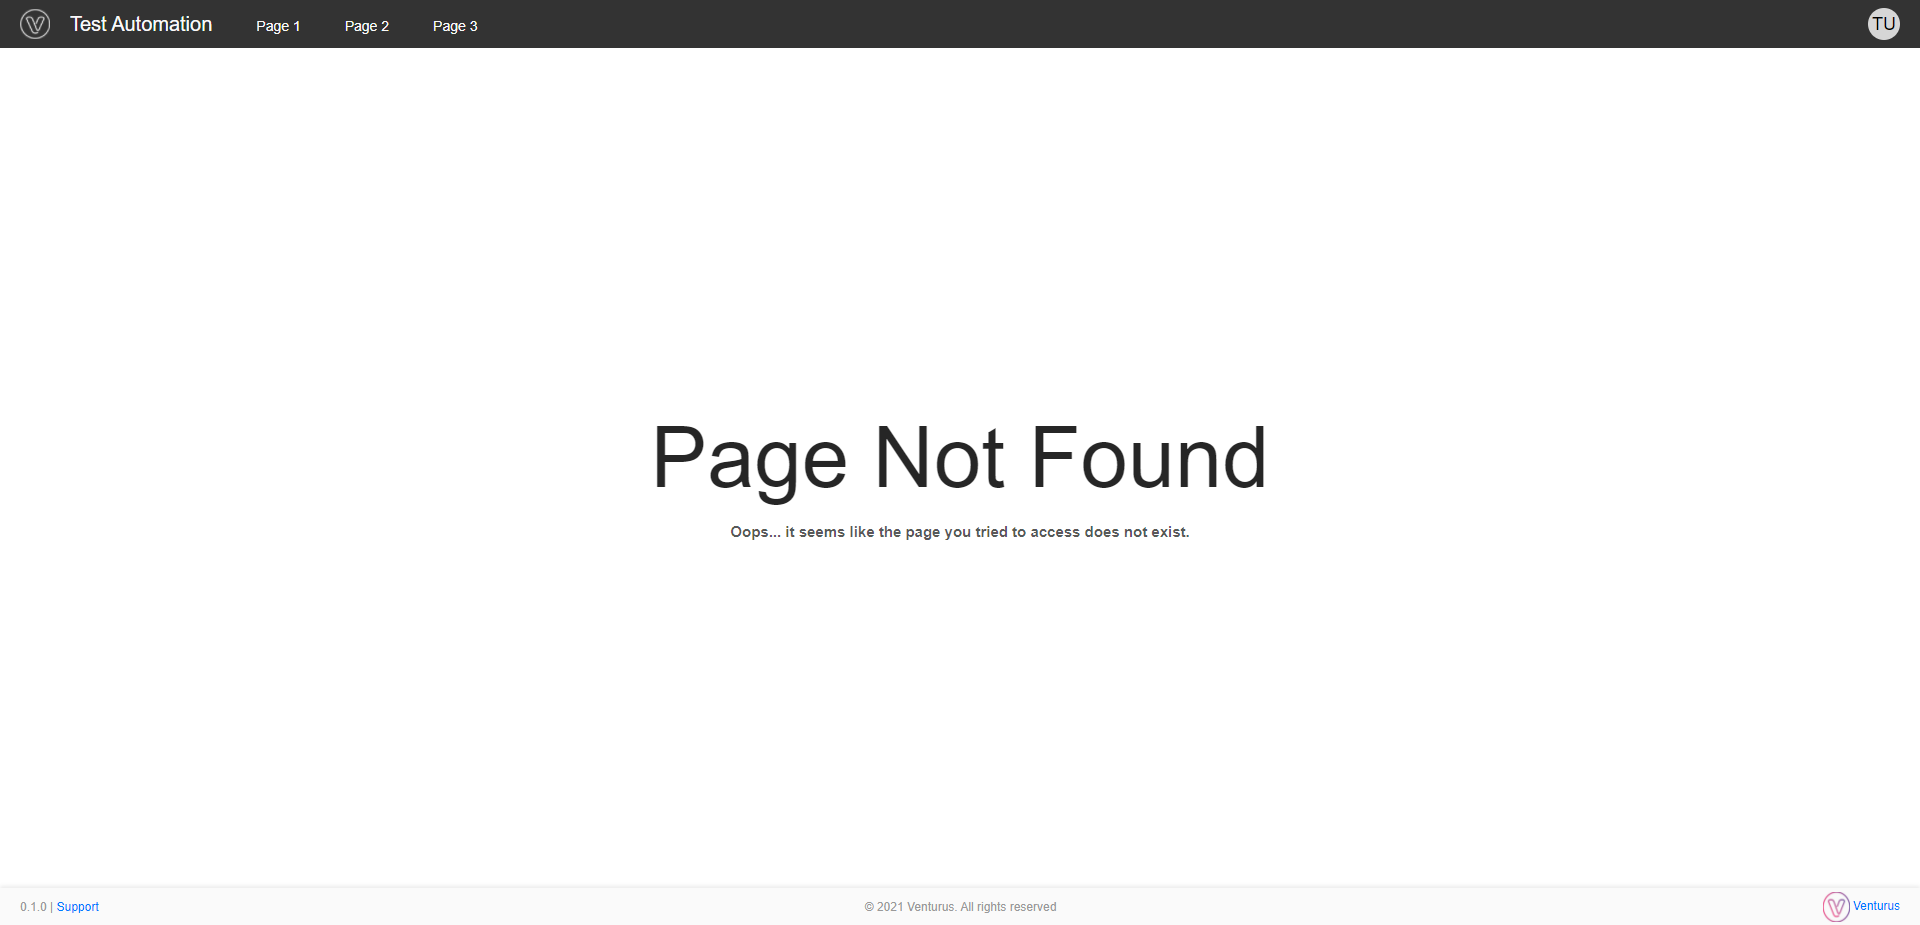 Test Automation Page 1 Page 2 Page 3 TU
Page Not Found
Oops... it seems like the page you tried to access does not exist.
0.1.0 | Support © 2021 Venturus. All rights reserved Venturus